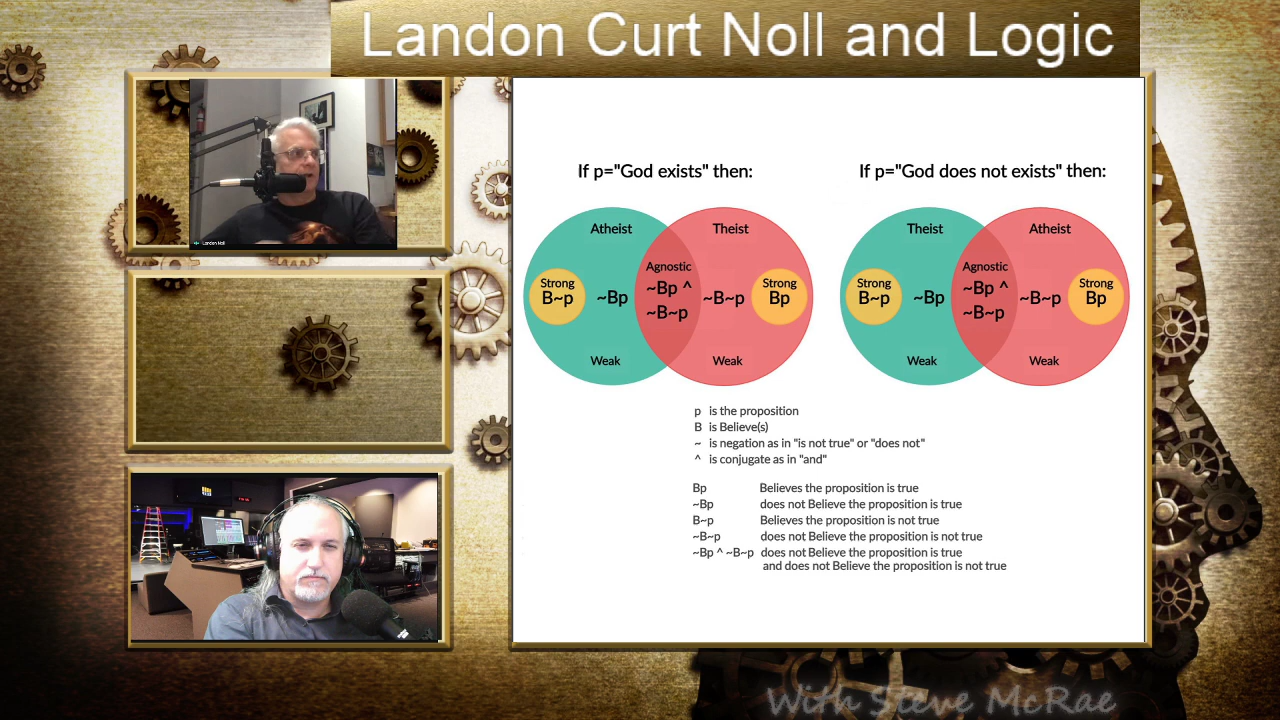 Landon Curt Noll and Logic
Landon Noll
If p="God exists" then:
Atheist
Theist
Agnostic
Strong
B~p
~Bp
~Bp ^
~B~p
~B~p
Strong
Bp
Weak
Weak
If p="God does not exists" then:
Theist
Atheist
Agnostic
Strong
B~p
~Bp
~Bp ^
~B~p
~B~p
Strong
Bp
Weak
Weak
p is the proposition
B is Believe(s)
~ is negation as in "is not true" or "does not"
^ is conjugate as in "and"
Bp Believes the proposition is true
~Bp does not Believe the proposition is true
B~p Believes the proposition is not true
~B~p does not Believe the proposition is not true
~Bp ^ ~B~p does not Believe the proposition is true
and does not Believe the proposition is not true
With Steve McRae